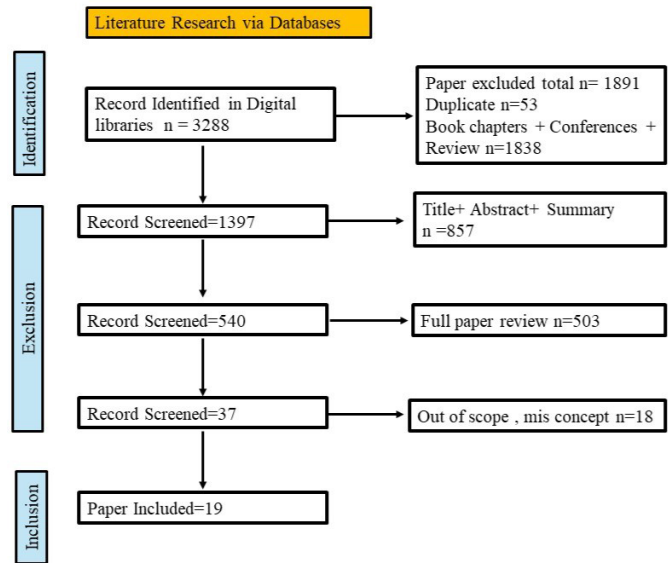 Literature Research via Databases
Identification
Record Identified in Digital
libraries n = 3288
Paper excluded total n= 1891
Duplicate n=53
Book chapters + Conferences +
Review n=1838
Exclusion
Record Screened=1397
Title+ Abstract+ Summary
n =857
Record Screened=540
Full paper review n=503
Record Screened=37
Out of scope , mis concept n=18
Inclusion
Paper Included=19